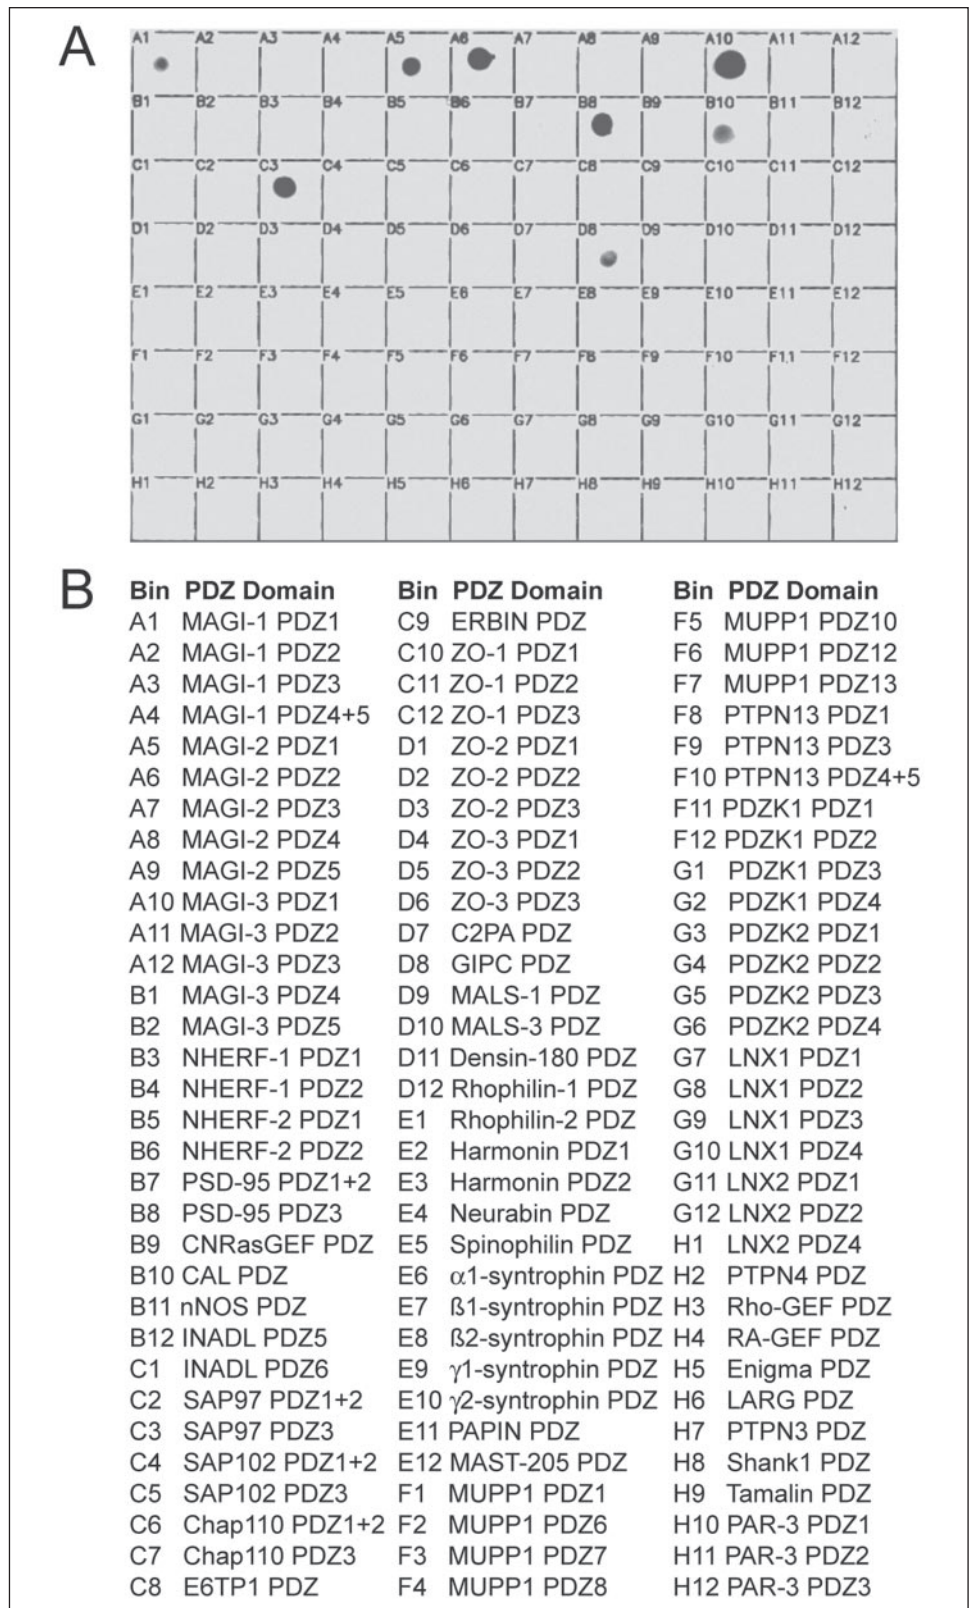 A
A1 A2 A3 A4 A5 A6 A7 A8 A9 A10 A11 A12
B1 B2 B3 B4 B5 B6 B7 B8 B9 B10 B11 B12
C1 C2 C3 C4 C5 C6 C7 C8 C9 C10 C11 C12
D1 D2 D3 D4 D5 D6 D7 D8 D9 D10 D11 D12
E1 E2 E3 E4 E5 E6 E7 E8 E9 E10 E11 E12
F1 F2 F3 F4 F5 F6 F7 F8 F9 F10 F11 F12
G1 G2 G3 G4 G5 G6 G7 G8 G9 G10 G11 G12
H1 H2 H3 H4 H5 H6 H7 H8 H9 H10 H11 H12
B
Bin PDZ Domain Bin PDZ Domain Bin PDZ Domain
A1 MAGI-1 PDZ1 C9 ERBIN PDZ F5 MUPP1 PDZ10
A2 MAGI-1 PDZ2 C10 ZO-1 PDZ1 F6 MUPP1 PDZ12
A3 MAGI-1 PDZ3 C11 ZO-1 PDZ2 F7 MUPP1 PDZ13
A4 MAGI-1 PDZ4+5 C12 ZO-1 PDZ3 F8 PTPN13 PDZ1
A5 MAGI-2 PDZ1 D1 ZO-2 PDZ1 F9 PTPN13 PDZ3
A6 MAGI-2 PDZ2 D2 ZO-2 PDZ2 F10 PTPN13 PDZ4+5
A7 MAGI-2 PDZ3 D3 ZO-2 PDZ3 F11 PDZK1 PDZ1
A8 MAGI-2 PDZ4 D4 ZO-3 PDZ1 F12 PDZK1 PDZ2
A9 MAGI-2 PDZ5 D5 ZO-3 PDZ2 G1 PDZK1 PDZ3
A10 MAGI-3 PDZ1 D6 ZO-3 PDZ3 G2 PDZK1 PDZ4
A11 MAGI-3 PDZ2 D7 C2PA PDZ G3 PDZK2 PDZ1
A12 MAGI-3 PDZ3 D8 GIPC PDZ G4 PDZK2 PDZ2
B1 MAGI-3 PDZ4 D9 MALS-1 PDZ G5 PDZK2 PDZ3
B2 MAGI-3 PDZ5 D10 MALS-3 PDZ G6 PDZK2 PDZ4
B3 NHERF-1 PDZ1 D11 Densin-180 PDZ G7 LNX1 PDZ1
B4 NHERF-1 PDZ2 D12 Rhophilin-1 PDZ G8 LNX1 PDZ2
B5 NHERF-2 PDZ1 E1 Rhophilin-2 PDZ G9 LNX1 PDZ3
B6 NHERF-2 PDZ2 E2 Harmonin PDZ1 G10 LNX1 PDZ4
B7 PSD-95 PDZ1+2 E3 Harmonin PDZ2 G11 LNX2 PDZ1
B8 PSD-95 PDZ3 E4 Neurabin PDZ G12 LNX2 PDZ2
B9 CNRasGEF PDZ E5 Spinophilin PDZ H1 LNX2 PDZ4
B10 CAL PDZ E6 α1-syntrophin PDZ H2 PTPN4 PDZ
B11 nNOS PDZ E7 ß1-syntrophin PDZ H3 Rho-GEF PDZ
B12 INADL PDZ5 E8 ß2-syntrophin PDZ H4 RA-GEF PDZ
C1 INADL PDZ6 E9 γ1-syntrophin PDZ H5 Enigma PDZ
C2 SAP97 PDZ1+2 E10 γ2-syntrophin PDZ H6 LARG PDZ
C3 SAP97 PDZ3 E11 PAPIN PDZ H7 PTPN3 PDZ
C4 SAP102 PDZ1+2 E12 MAST-205 PDZ H8 Shank1 PDZ
C5 SAP102 PDZ3 F1 MUPP1 PDZ1 H9 Tamalin PDZ
C6 Chap110 PDZ1+2 F2 MUPP1 PDZ6 H10 PAR-3 PDZ1
C7 Chap110 PDZ3 F3 MUPP1 PDZ7 H11 PAR-3 PDZ2
C8 E6TP1 PDZ F4 MUPP1 PDZ8 H12 PAR-3 PDZ3